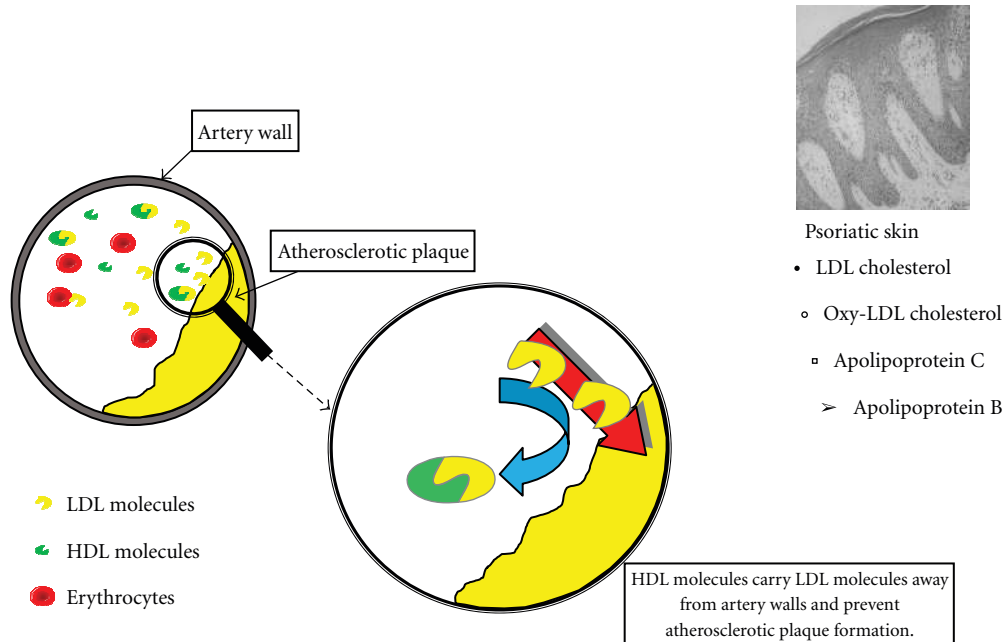 Artery wall
Atherosclerotic plaque
LDL molecules
HDL molecules
Erythrocytes
HDL molecules carry LDL molecules away
from artery walls and prevent
atherosclerotic plaque formation.
Psoriatic skin
• LDL cholesterol
○ Oxy-LDL cholesterol
▫ Apolipoprotein C
➢ Apolipoprotein B